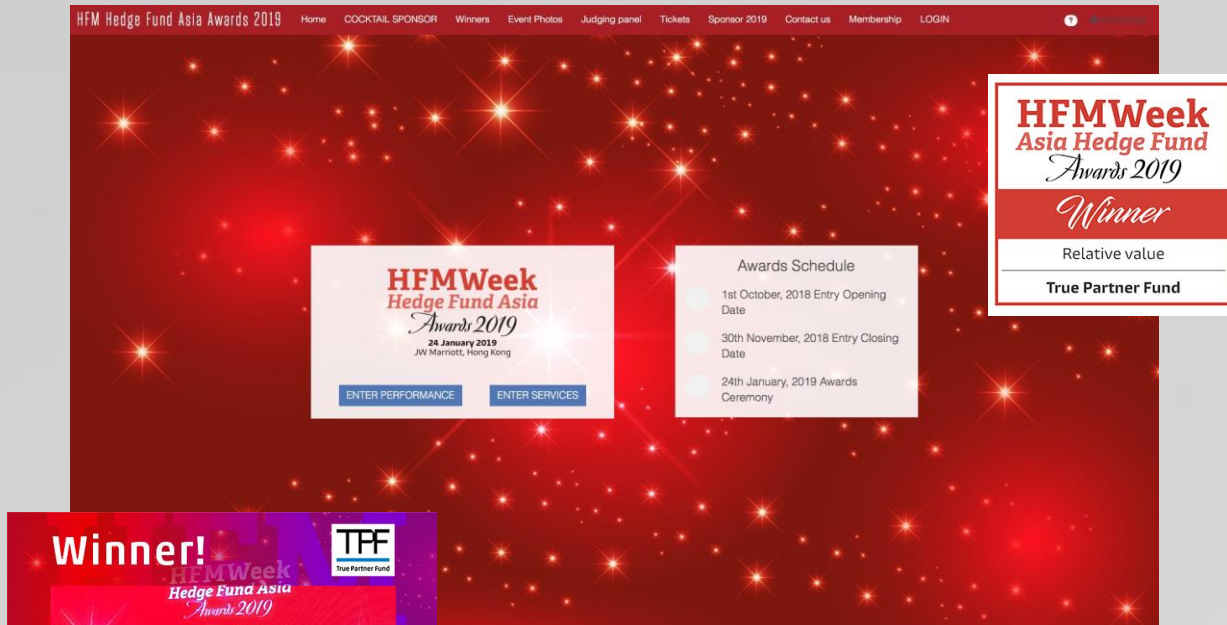 HFM Hedge Fund Asia Awards 2019 Home COCKTAIL SPONSOR Winners Event Photos Judging panel Tickets Sponsor 2019 Contact us Membership LOGIN ?
HFMWeek
Asia Hedge Fund
Awards 2019
Winner
Relative value
True Partner Fund
HFMWeek
Hedge Fund Asia
Awards 2019
24 January 2019
JW Marriott, Hong Kong
ENTER PERFORMANCE ENTER SERVICES
Awards Schedule
1st October, 2018 Entry Opening
Date
30th November, 2018 Entry Closing
Date
24th January, 2019 Awards
Ceremony
Winner!
TPF
True Partner Fund
HFMWeek
Hedge Fund Asia
Awards 2019